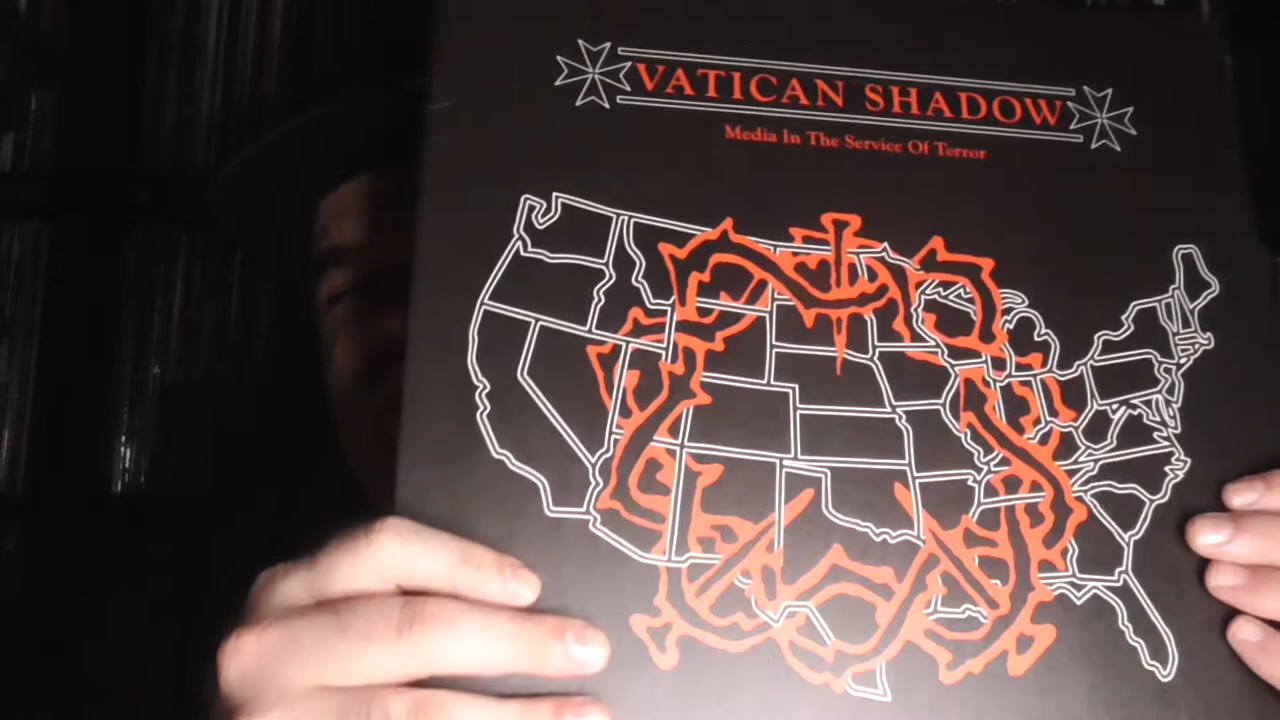 VATICAN SHADOW
Media In The Service Of Terror